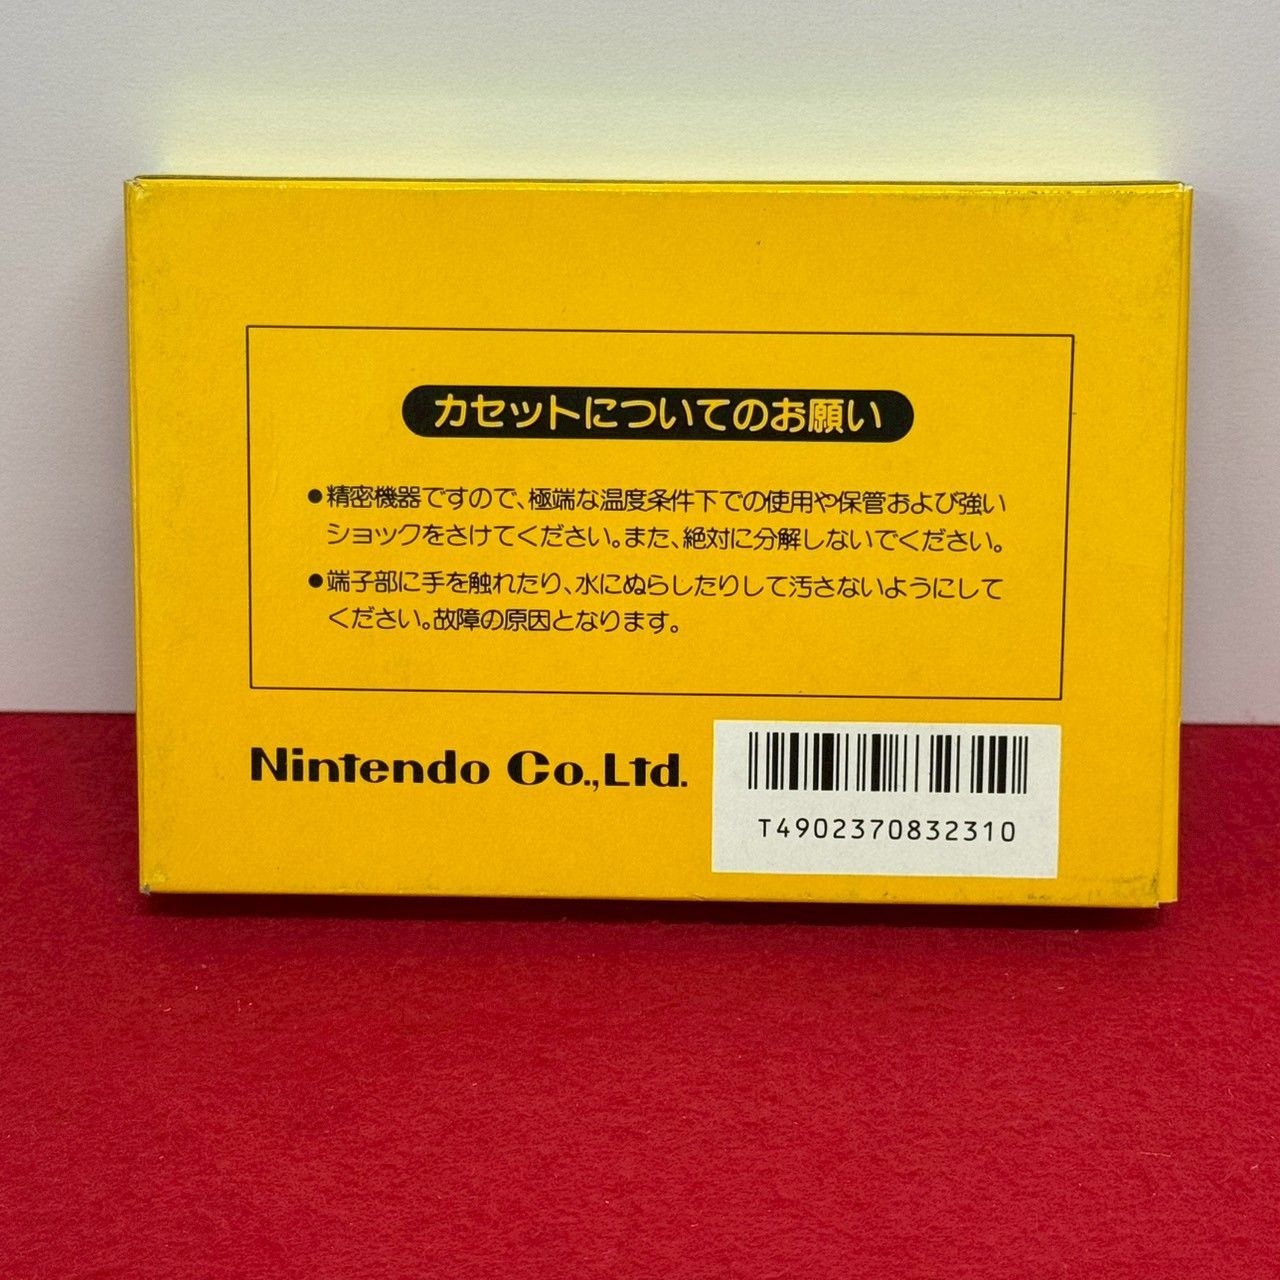 カセットについてのお願い
●精密機器ですので、極端な温度条件下での使用や保管および強い
ショックをさけてください。また、絶対に分解しないでください。
●端子部に手を触れたり、水にぬらしたりして汚さないようにして
ください。故障の原因となります。
Nintendo Co.,Ltd.
T4902370832310